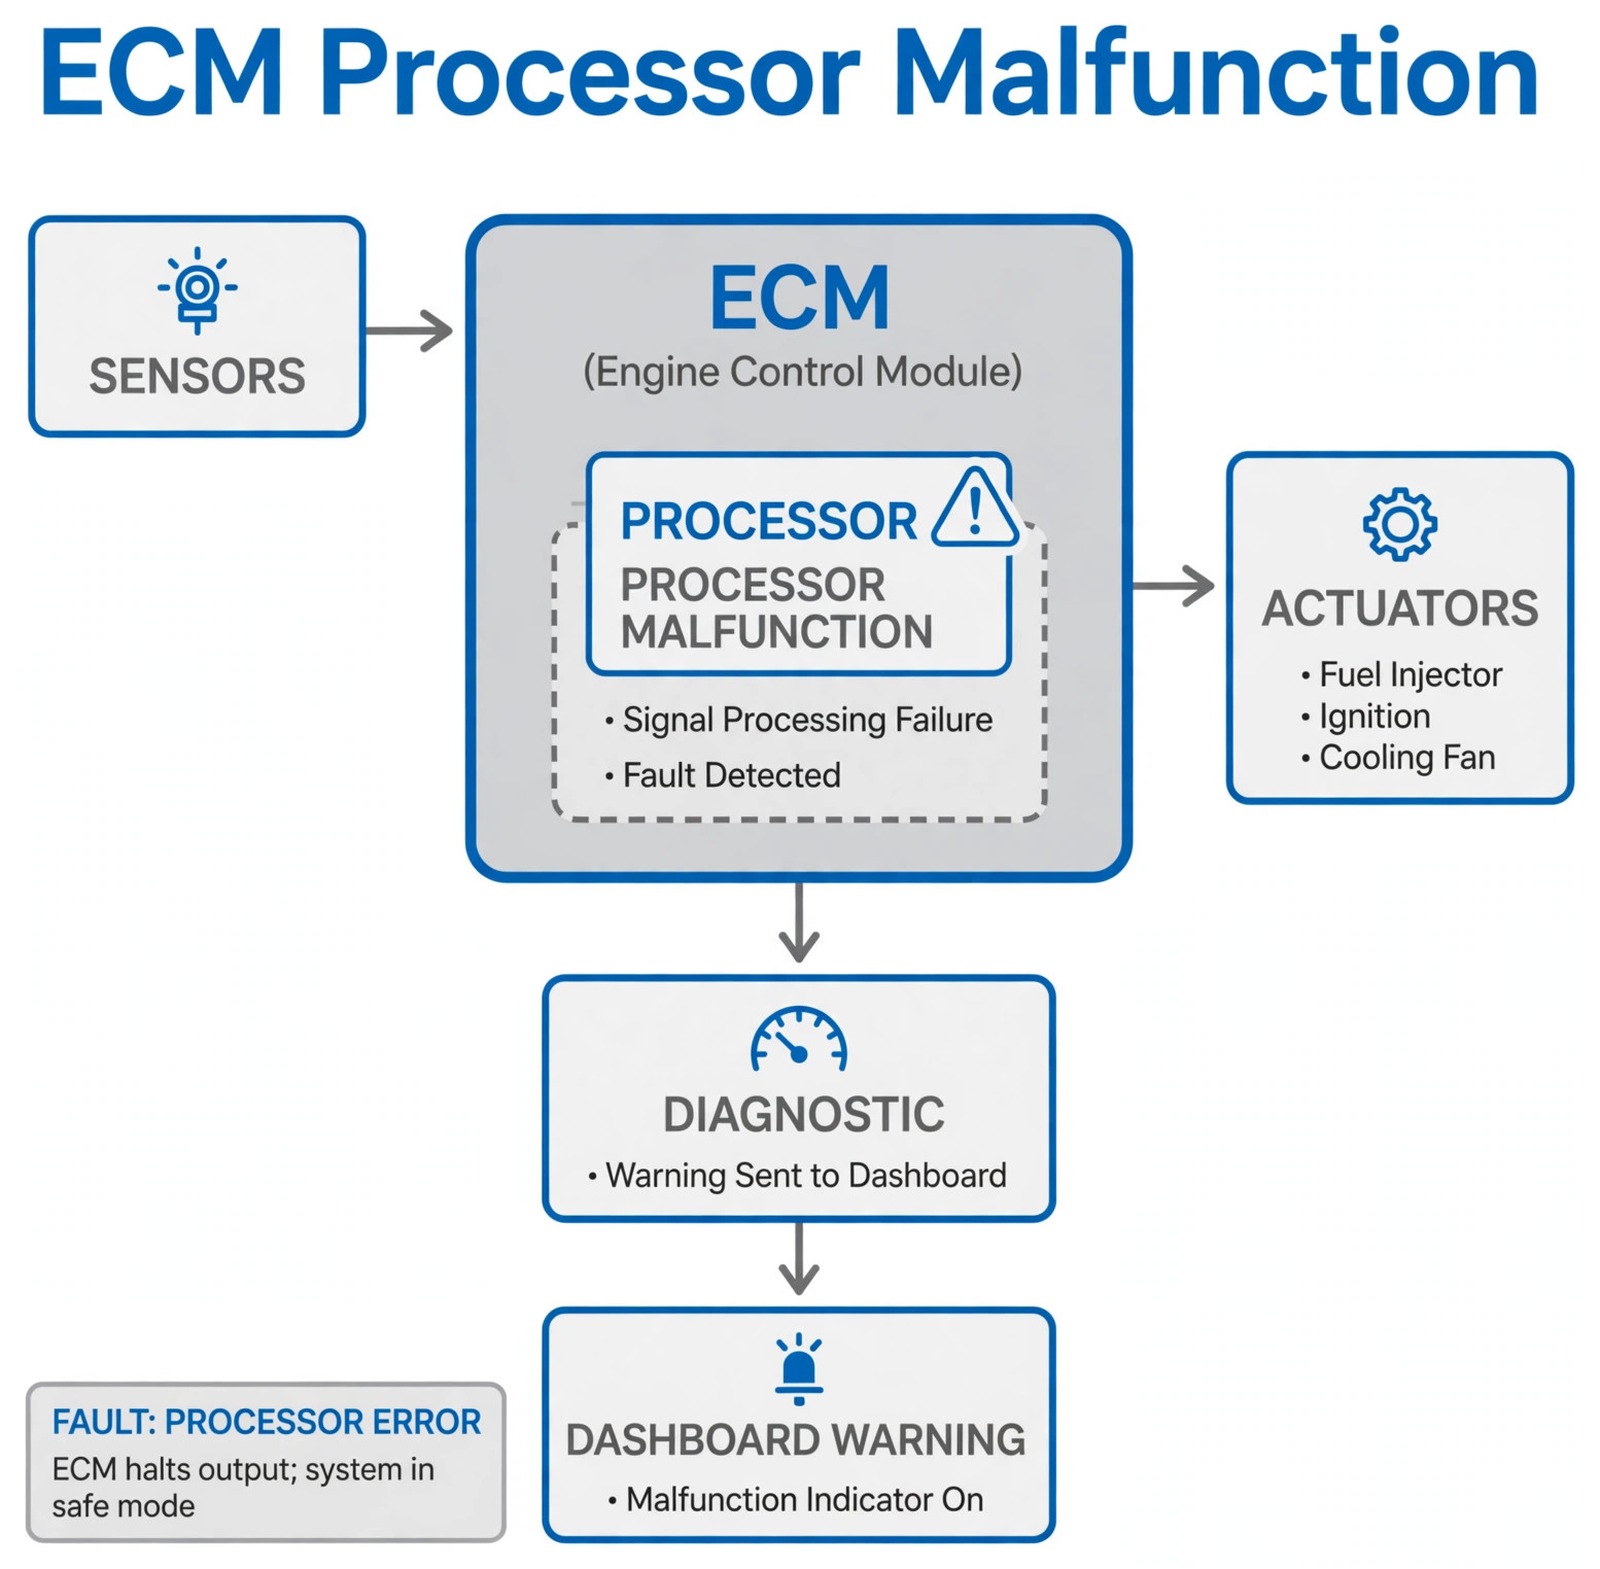 ECM Processor Malfunction
SENSORS
ECM
(Engine Control Module)
PROCESSOR
PROCESSOR
MALFUNCTION
• Signal Processing Failure
• Fault Detected
ACTUATORS
• Fuel Injector
• Ignition
• Cooling Fan
DIAGNOSTIC
• Warning Sent to Dashboard
DASHBOARD WARNING
• Malfunction Indicator On
FAULT: PROCESSOR ERROR
ECM halts output; system in
safe mode